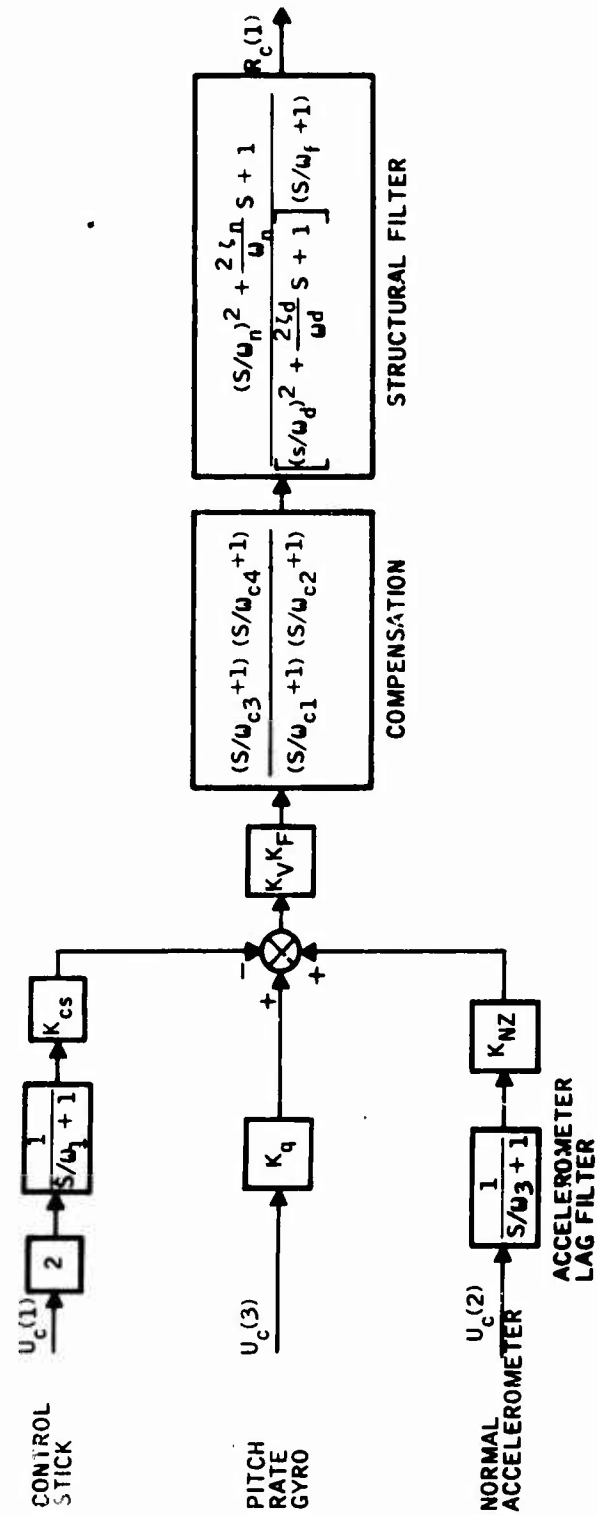 CONTROL
STICK
U_c(1)
2
1
S/ω_1 + 1
K_cs
PITCH
RATE
GYRO
U_c(3)
K_q
NORMAL
ACCELEROMETER
U_c(2)
1
S/ω_3 + 1
ACCELEROMETER
LAG FILTER
K_NZ
-
+
+
K_V K_F
(S/ω_c3 +1) (S/ω_c4 +1)
(S/ω_c1 +1) (S/ω_c2 +1)
COMPENSATION
(S/ω_n)^2 + 2ζ_n/ω_n S + 1
[(s/ω_d)^2 + 2ζ_d/ωd S + 1] (S/ω_f +1)
STRUCTURAL FILTER
R_c(1)